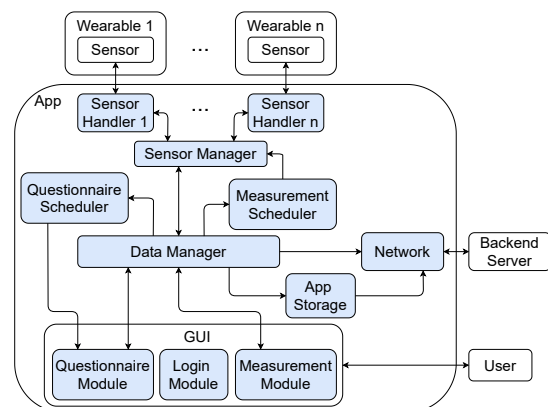 Wearable 1
Sensor
...
Wearable n
Sensor
App
Sensor
Handler 1
...
Sensor
Handler n
Sensor Manager
Questionnaire
Scheduler
Measurement
Scheduler
Data Manager
Network
Backend
Server
App
Storage
GUI
Questionnaire
Module
Login
Module
Measurement
Module
User